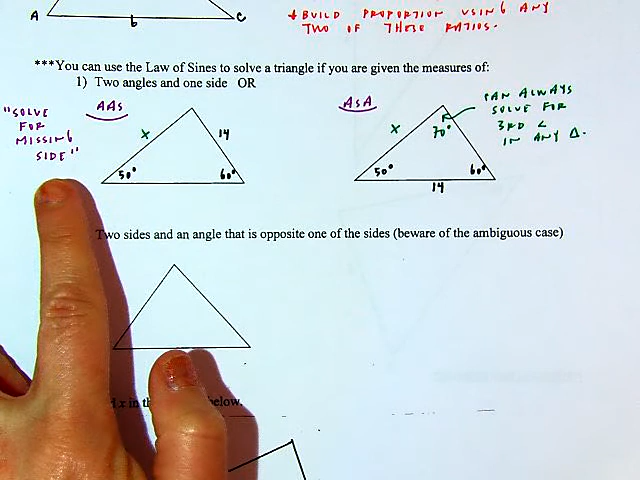 A b C
* BUILD PROPORTION USING ANY
TWO OF THESE RATIOS.
***You can use the Law of Sines to solve a triangle if you are given the measures of:
1) Two angles and one side OR
"SOLVE
FOR
MISSING
SIDE"
AAS
x 14
50° 60°
ASA
x 70°
50° 60°
14
CAN ALWAYS
SOLVE FOR
3RD ∠
IN ANY Δ.
Two sides and an angle that is opposite one of the sides (beware of the ambiguous case)
x in th
below.